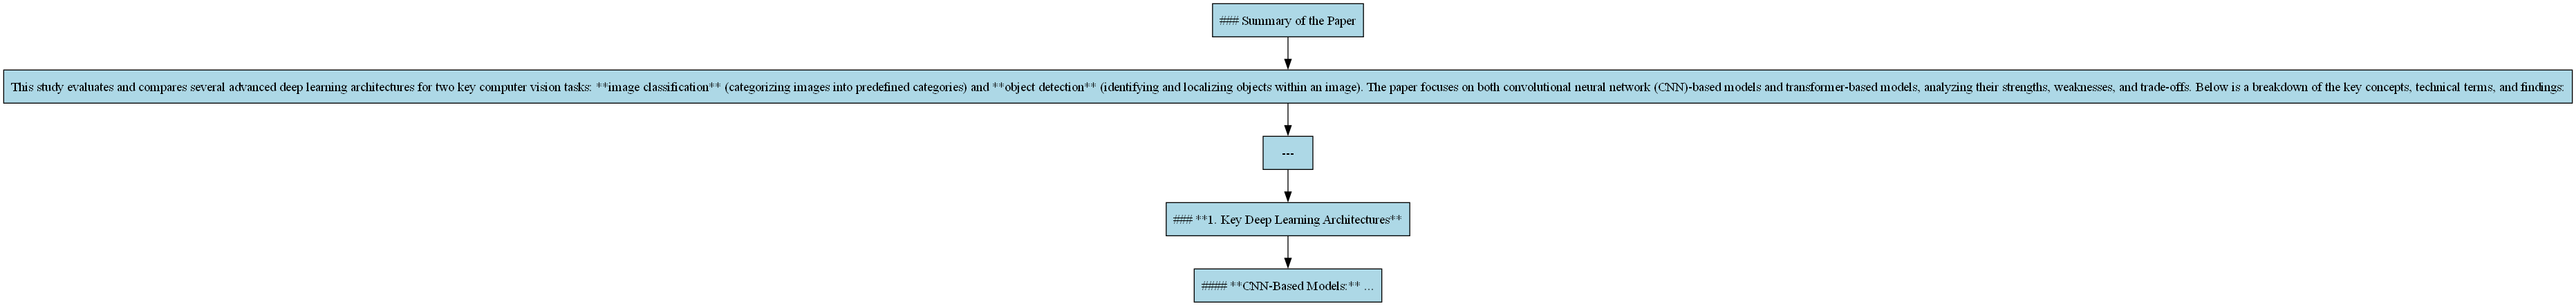 ### Summary of the Paper
This study evaluates and compares several advanced deep learning architectures for two key computer vision tasks: **image classification** (categorizing images into predefined categories) and **object detection** (identifying and localizing objects within an image). The paper focuses on both convolutional neural network (CNN)-based models and transformer-based models, analyzing their strengths, weaknesses, and trade-offs. Below is a breakdown of the key concepts, technical terms, and findings:
---
### **1. Key Deep Learning Architectures**
#### **CNN-Based Models:** ...